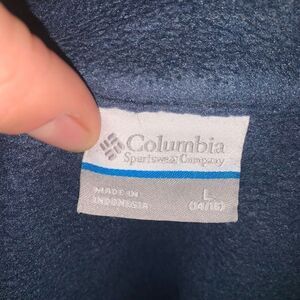 Columbia
Sportswear Company
MADE IN
INDONESIA
L
(14/16)